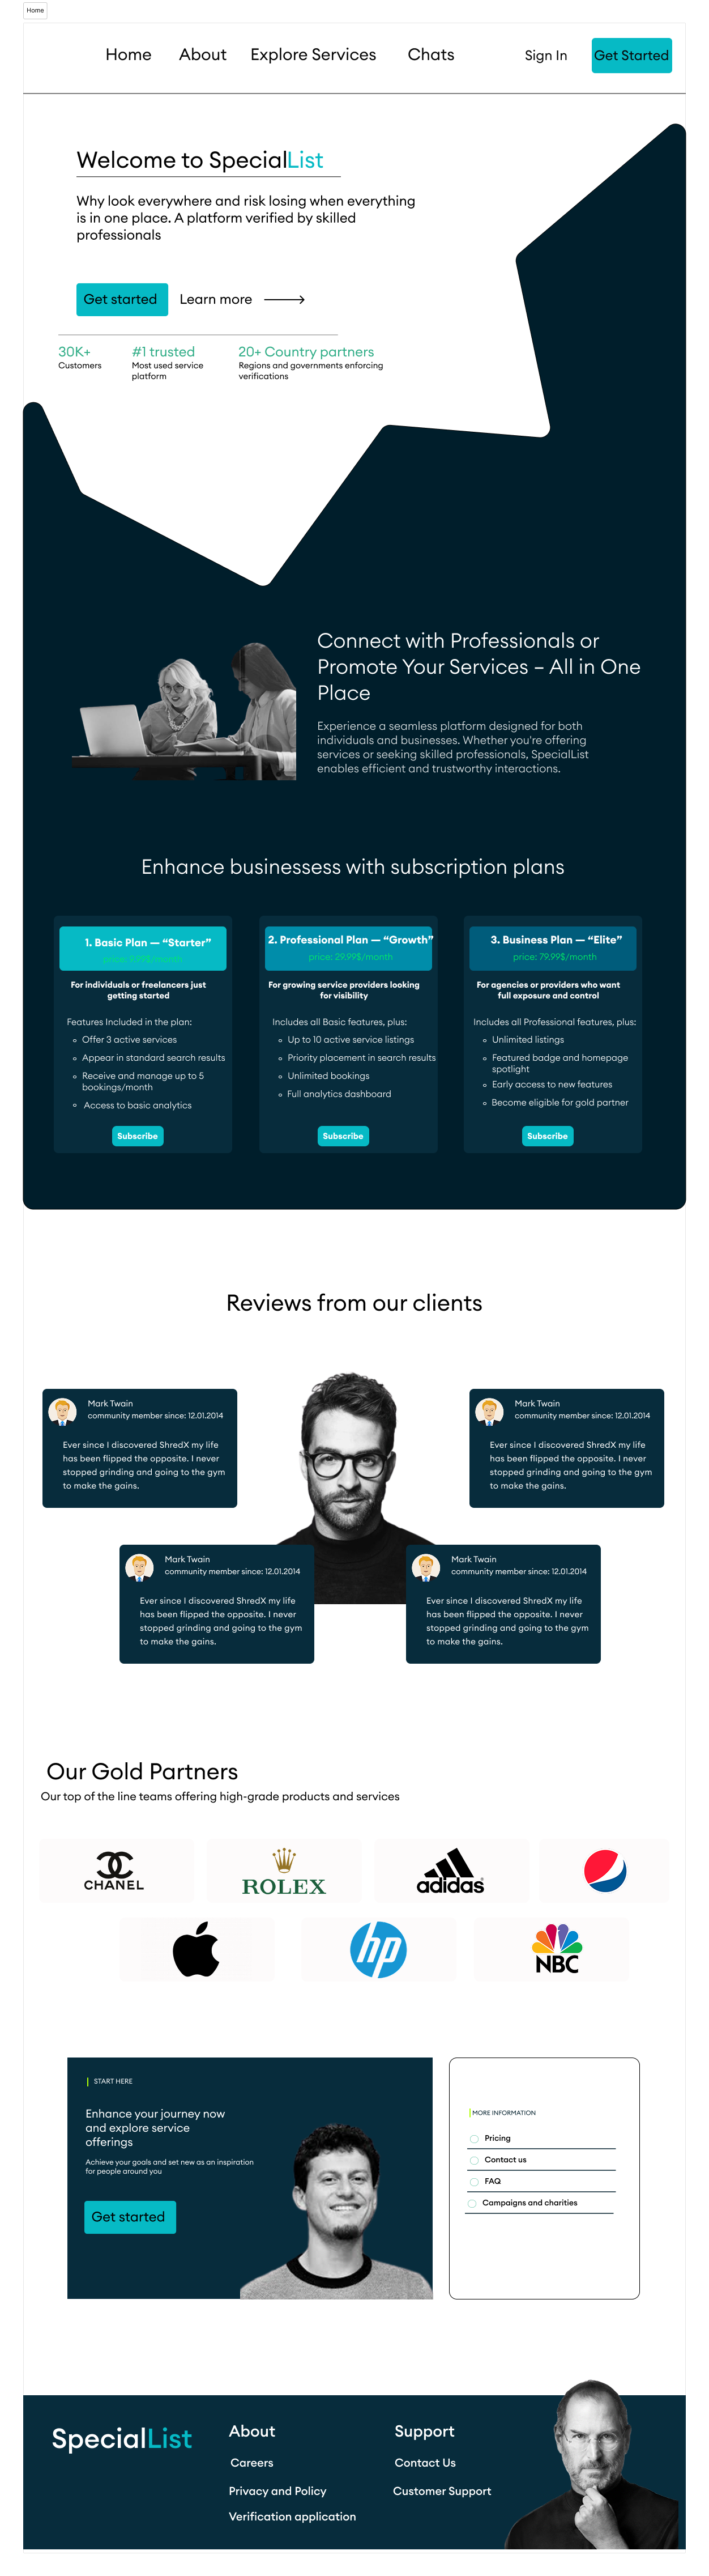 Home
Home
About
Explore Services
Chats
Sign In
Get Started
Welcome to SpecialList
Why look everywhere and risk losing when everything
is in one place. A platform verified by skilled
professionals
Get started
Learn more
30K+
Customers
#1 trusted
Most used service
platform
20+ Country partners
Regions and governments enforcing
verifications
Connect with Professionals or
Promote Your Services – All in One
Place
Experience a seamless platform designed for both
individuals and businesses. Whether you're offering
services or seeking skilled professionals, SpecialList
enables efficient and trustworthy interactions.
Enhance businessess with subscription plans
1. Basic Plan — “Starter”
price: 9.99$/month
For individuals or freelancers just
getting started
Features Included in the plan:
Offer 3 active services
Appear in standard search results
Receive and manage up to 5
bookings/month
Access to basic analytics
Subscribe
2. Professional Plan — “Growth”
price: 29.99$/month
For growing service providers looking
for visibility
Includes all Basic features, plus:
Up to 10 active service listings
Priority placement in search results
Unlimited bookings
Full analytics dashboard
Subscribe
3. Business Plan — “Elite”
price: 79.99$/month
For agencies or providers who want
full exposure and control
Includes all Professional features, plus:
Unlimited listings
Featured badge and homepage
spotlight
Early access to new features
Become eligible for gold partner
Subscribe
Reviews from our clients
Mark Twain
community member since: 12.01.2014
Ever since I discovered ShredX my life
has been flipped the opposite. I never
stopped grinding and going to the gym
to make the gains.
Mark Twain
community member since: 12.01.2014
Ever since I discovered ShredX my life
has been flipped the opposite. I never
stopped grinding and going to the gym
to make the gains.
Mark Twain
community member since: 12.01.2014
Ever since I discovered ShredX my life
has been flipped the opposite. I never
stopped grinding and going to the gym
to make the gains.
Mark Twain
community member since: 12.01.2014
Ever since I discovered ShredX my life
has been flipped the opposite. I never
stopped grinding and going to the gym
to make the gains.
Our Gold Partners
Our top of the line teams offering high-grade products and services
CHANEL
ROLEX
adidas
hp
NBC
START HERE
Enhance your journey now
and explore service
offerings
Achieve your goals and set new as an inspiration
for people around you
Get started
MORE INFORMATION
Pricing
Contact us
FAQ
Campaigns and charities
SpecialList
About
Careers
Privacy and Policy
Verification application
Support
Contact Us
Customer Support